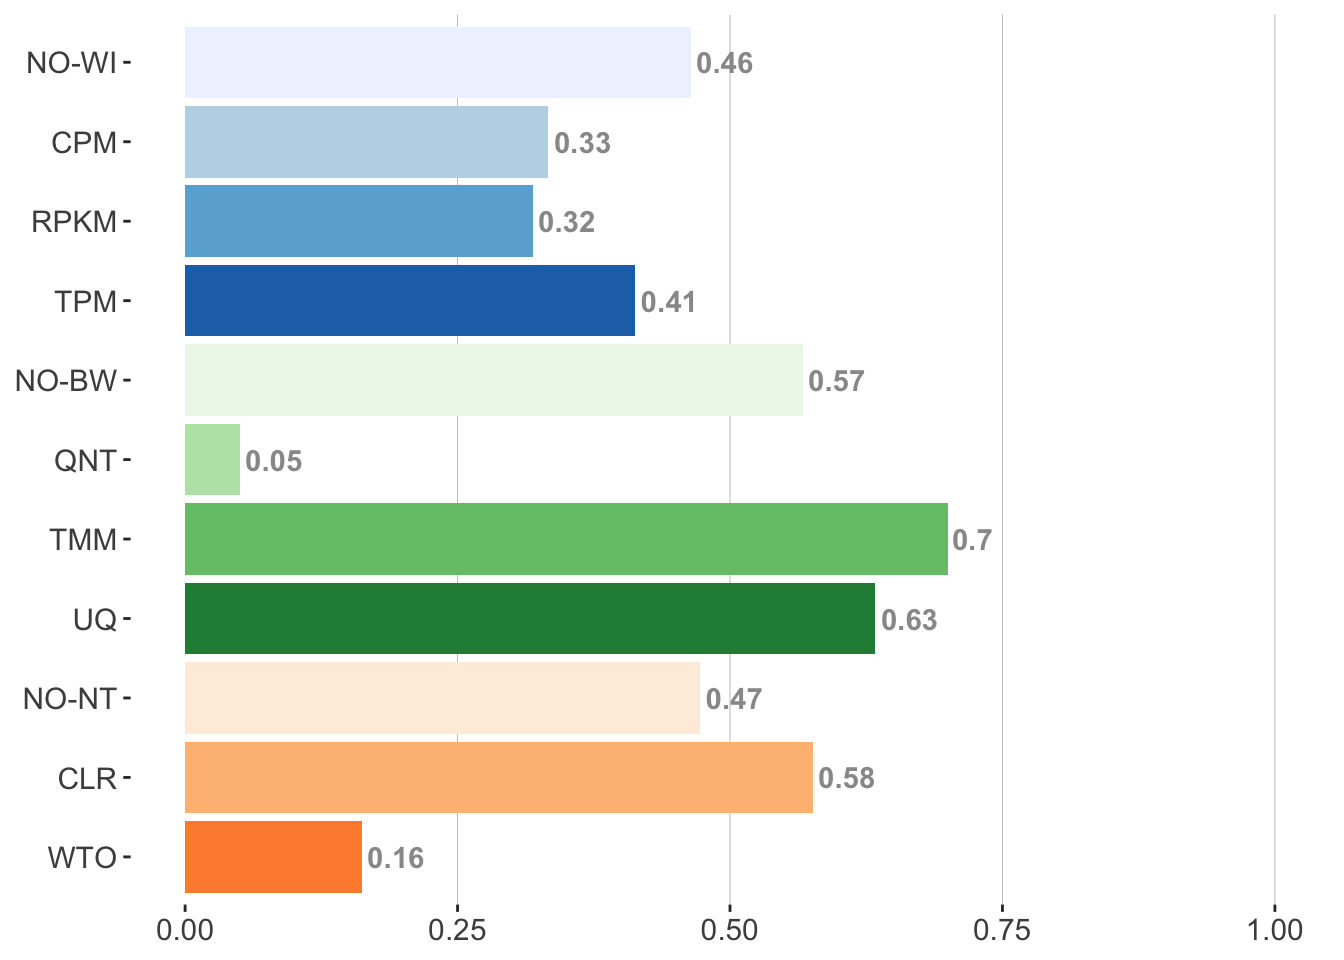 NO-WI 0.46
CPM 0.33
RPKM 0.32
TPM 0.41
NO-BW 0.57
QNT 0.05
TMM 0.7
UQ 0.63
NO-NT 0.47
CLR 0.58
WTO 0.16
0.00 0.25 0.50 0.75 1.00